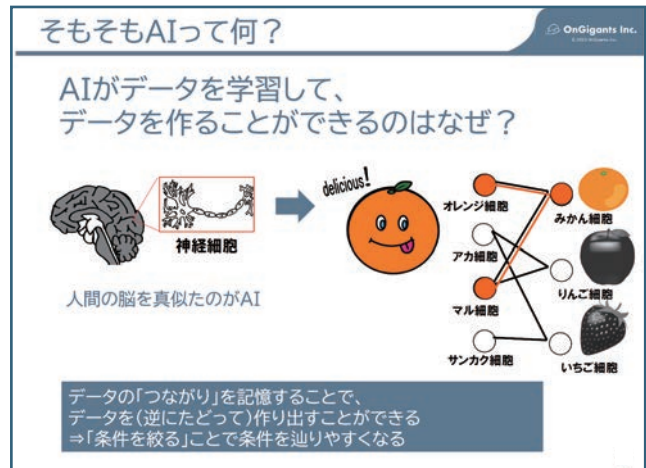 そもそもAIって何？
OnGigants Inc.
AIがデータを学習して、
データを作ることができるのはなぜ？
神経細胞
人間の脳を真似たのがAI
delicious!
オレンジ細胞
みかん細胞
アカ細胞
りんご細胞
マル細胞
サンカク細胞
いちご細胞
データの「つながり」を記憶することで、
データを（逆にたどって）作り出すことができる
⇒「条件を絞る」ことで条件を辿りやすくなる